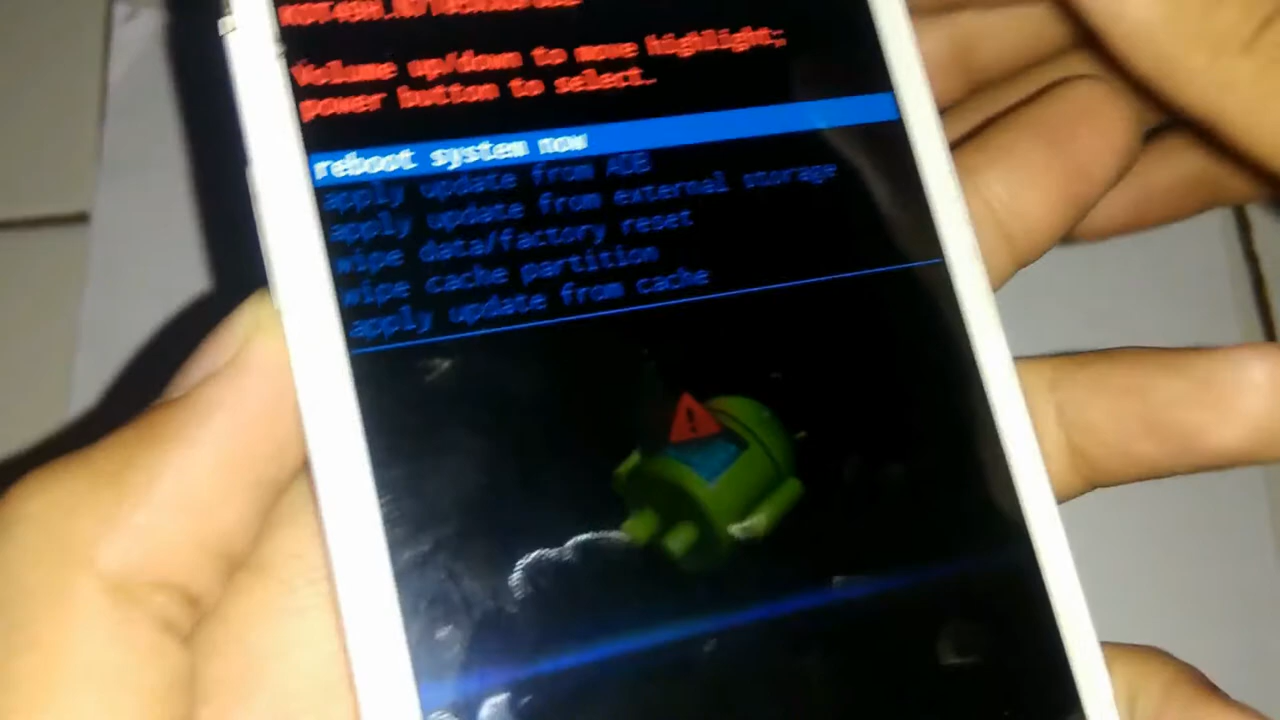 Volume up/down to move highlight;
power button to select.
reboot system now
apply update from ADB
apply update from external storage
wipe data/factory reset
wipe cache partition
apply update from cache